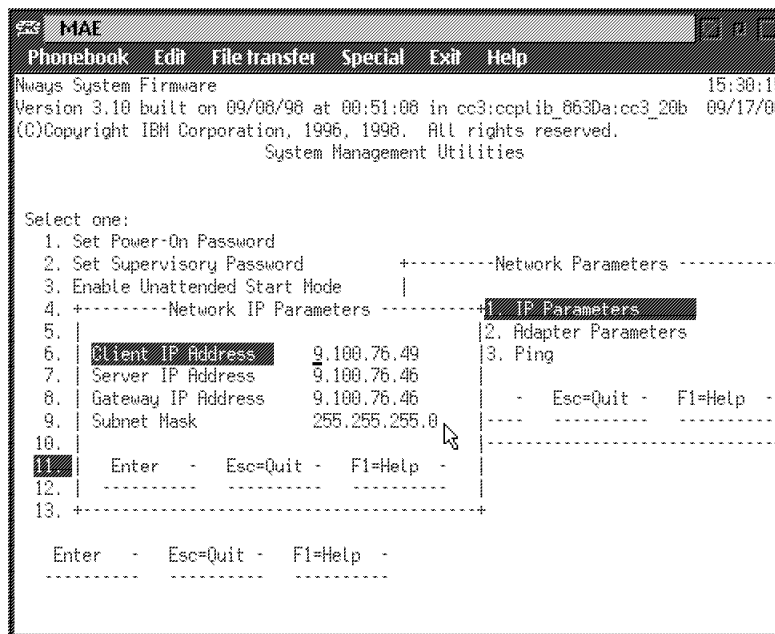 MAE
Phonebook Edit File transfer Special Exit Help
Nways System Firmware 15:30:1
Version 3.10 built on 09/08/98 at 00:51:08 in cc3:ccplib_863Da:cc3_20b 09/17/0
(C)Copyright IBM Corporation, 1996, 1998. All rights reserved.
System Management Utilities
Select one:
1. Set Power-On Password
2. Set Supervisory Password
3. Enable Unattended Start Mode
4.
5.
6.
7.
8.
9.
10.
11.
12.
13.
Network Parameters
1. IP Parameters
2. Adapter Parameters
3. Ping
- Esc=Quit - F1=Help -
Network IP Parameters
Client IP Address 9.100.76.49
Server IP Address 9.100.76.46
Gateway IP Address 9.100.76.46
Subnet Mask 255.255.255.0
Enter - Esc=Quit - F1=Help -
Enter - Esc=Quit - F1=Help -